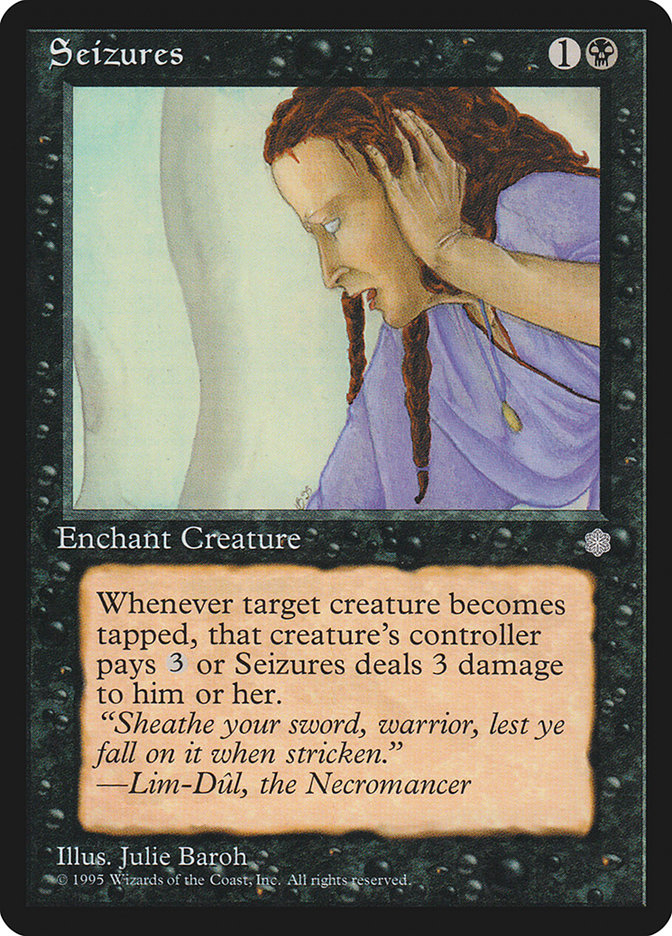 Seizures
1
Enchant Creature
Whenever target creature becomes
tapped, that creature's controller
pays 3 or Seizures deals 3 damage
to him or her.
“Sheathe your sword, warrior, lest ye
fall on it when stricken.”
—Lim-Dûl, the Necromancer
Illus. Julie Baroh
© 1995 Wizards of the Coast, Inc. All rights reserved.